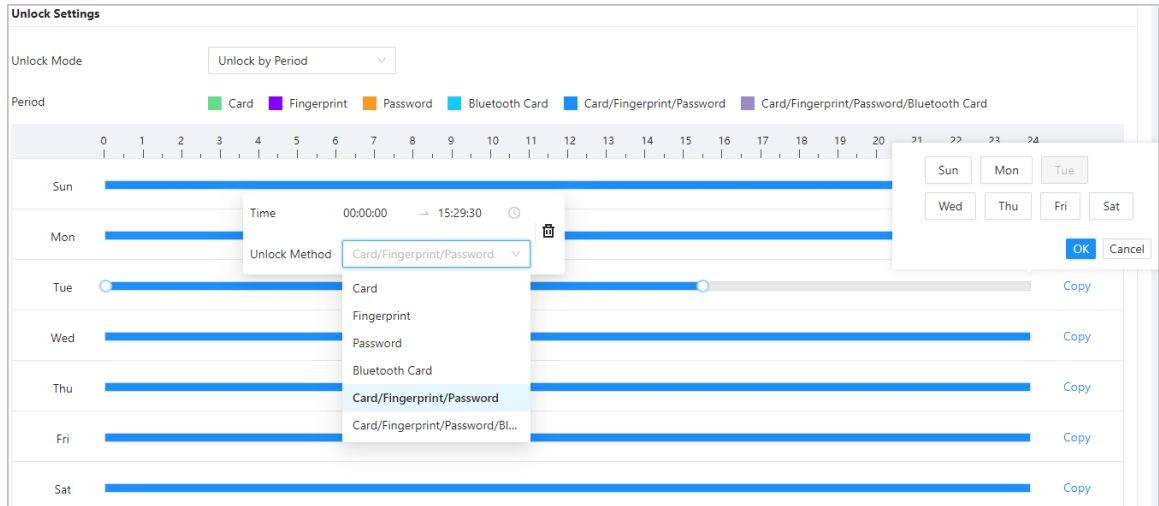 Unlock Settings
Unlock Mode Unlock by Period
Period Card Fingerprint Password Bluetooth Card Card/Fingerprint/Password Card/Fingerprint/Password/Bluetooth Card
0 1 2 3 4 5 6 7 8 9 10 11 12 13 14 15 16 17 18 19 20 21 22 23 24
Sun Mon Tue
Sun
Wed Thu Fri Sat
Time 00:00:00 → 15:29:30
Mon
OK Cancel
Unlock Method Card/Fingerprint/Password
Tue Copy
Card
Fingerprint
Wed Copy
Password
Bluetooth Card
Thu Copy
Card/Fingerprint/Password
Card/Fingerprint/Password/Bl...
Fri Copy
Sat Copy